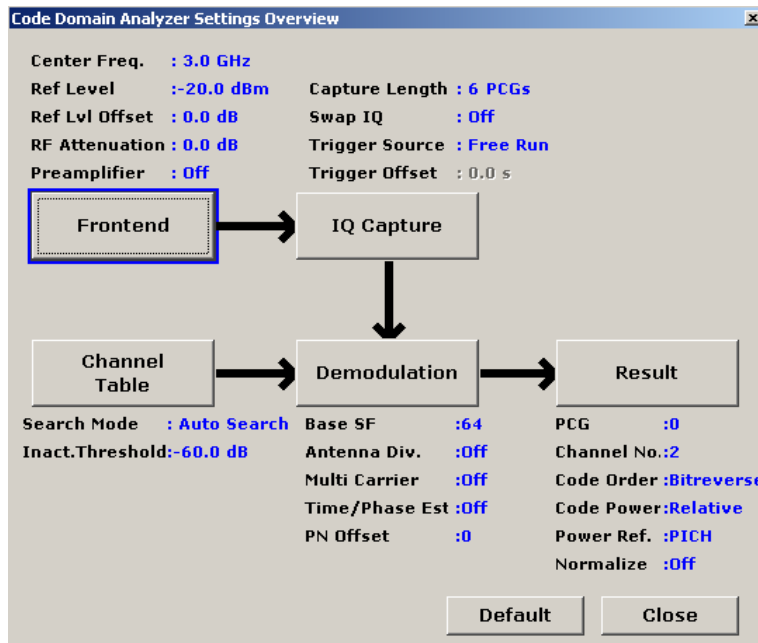 Code Domain Analyzer Settings Overview
Center Freq. : 3.0 GHz
Ref Level :-20.0 dBm
Ref Lvl Offset : 0.0 dB
RF Attenuation : 0.0 dB
Preamplifier : Off
Capture Length : 6 PCGs
Swap IQ : Off
Trigger Source : Free Run
Trigger Offset : 0.0 s
Frontend
IQ Capture
Channel
Table
Demodulation
Result
Search Mode : Auto Search
Inact.Threshold:-60.0 dB
Base SF :64
Antenna Div. :Off
Multi Carrier :Off
Time/Phase Est :Off
PN Offset :0
PCG :0
Channel No.:2
Code Order :Bitreverse
Code Power:Relative
Power Ref. :PICH
Normalize :Off
Default
Close